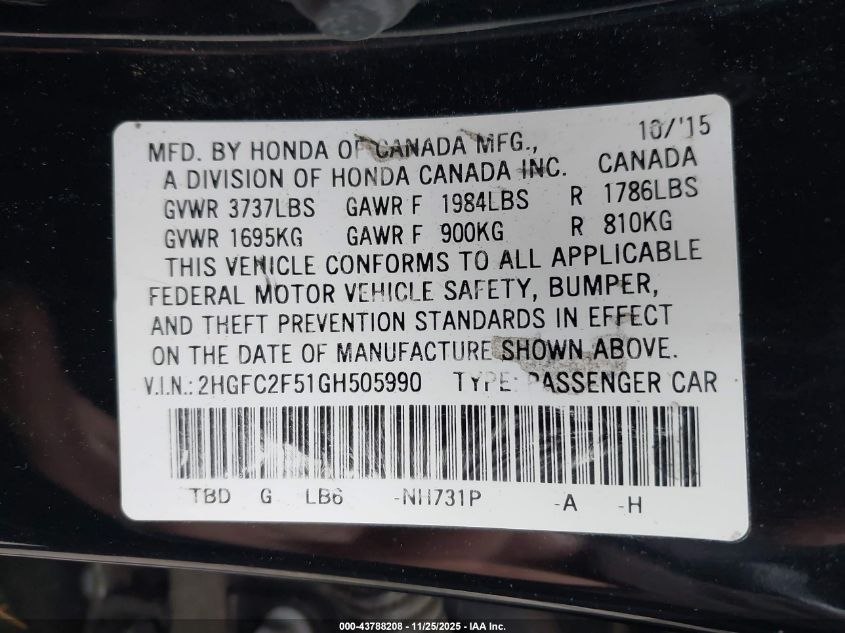 10/'15
MFD. BY HONDA OF CANADA MFG.,
A DIVISION OF HONDA CANADA INC. CANADA
GVWR 3737LBS GAWR F 1984LBS R 1786LBS
GVWR 1695KG GAWR F 900KG R 810KG
THIS VEHICLE CONFORMS TO ALL APPLICABLE
FEDERAL MOTOR VEHICLE SAFETY, BUMPER,
AND THEFT PREVENTION STANDARDS IN EFFECT
ON THE DATE OF MANUFACTURE SHOWN ABOVE.
V.I.N.: 2HGFC2F51GH505990 TYPE: PASSENGER CAR
TBD G LB6 -NH731P -A -H
000-43788208 - 11/25/2025 - IAA Inc.